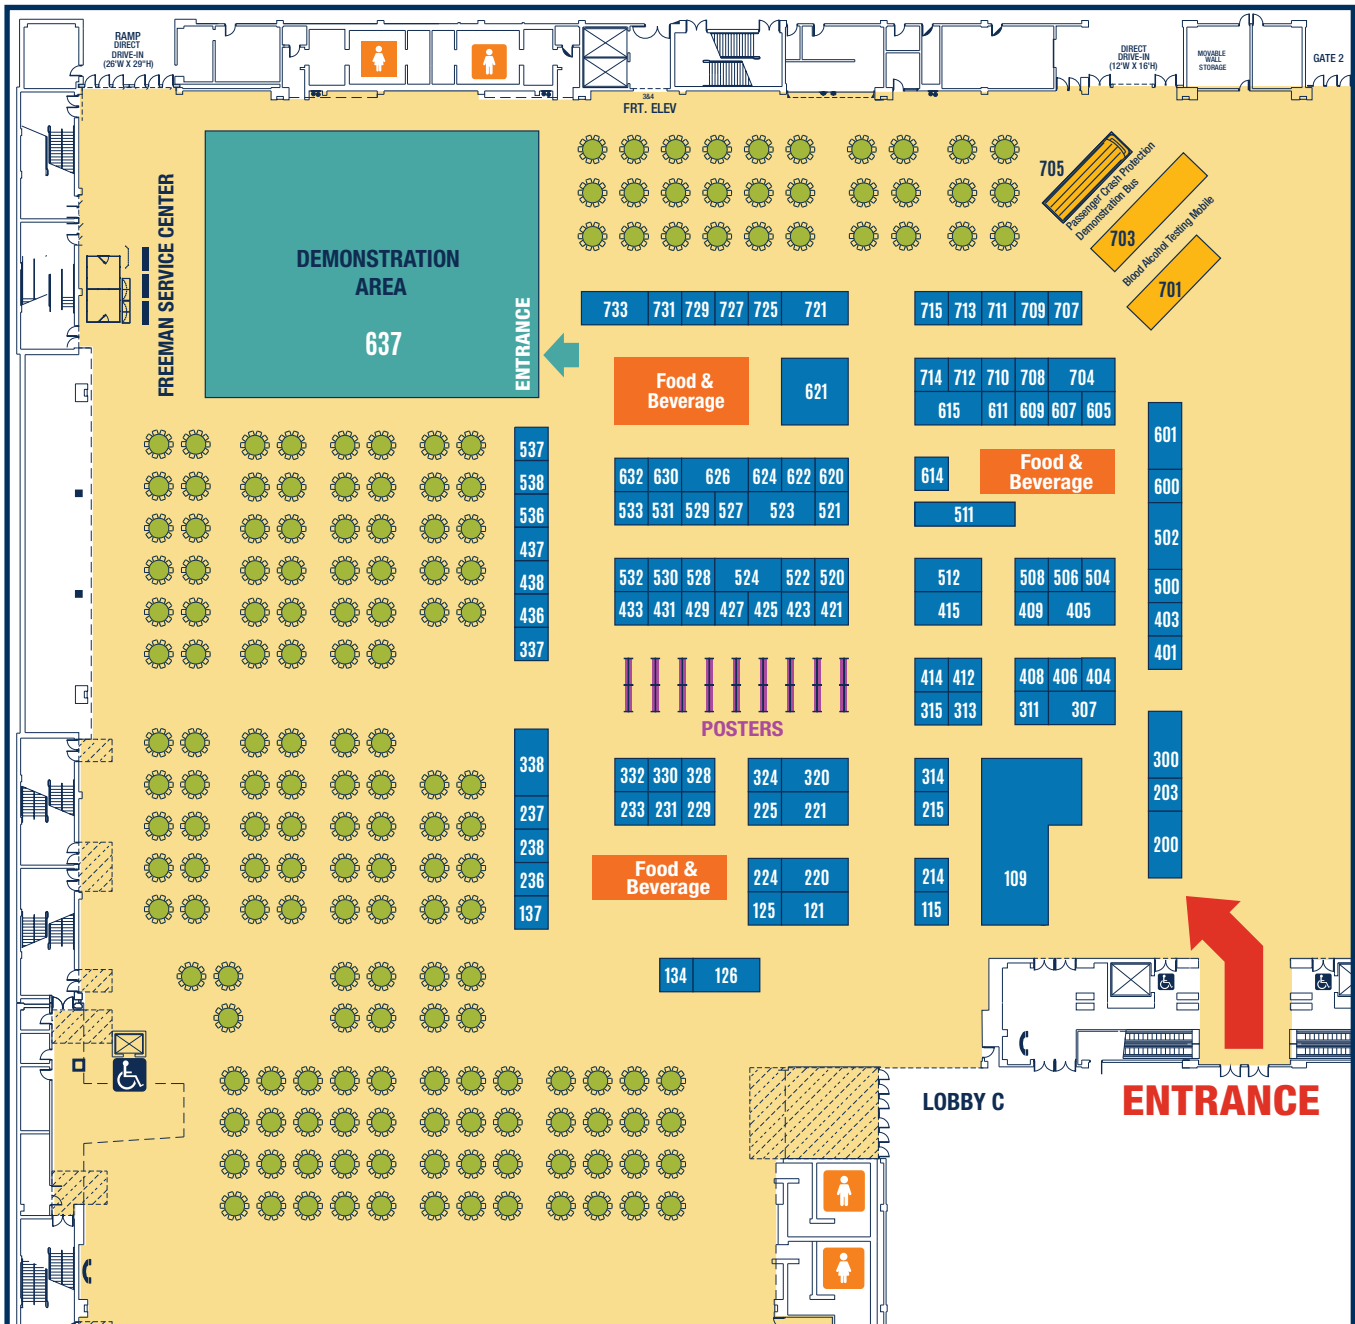 RAMP
DIRECT
DRIVE-IN
(26'W X 29"H)
DIRECT
DRIVE-IN
(12'W X 16'H)
MOVABLE
WALL
STORAGE
GATE 2
3&4
FRT. ELEV
FREEMAN SERVICE CENTER
DEMONSTRATION
AREA
637
ENTRANCE
705
Passenger Crash Protection
Demonstration Bus
703
Blood Alcohol Testing Mobile
701
733 731 729 727 725 721
715 713 711 709 707
Food &
Beverage
621
714 712 710 708 704
615 611 609 607 605
601
600
502
500
403
401
537
538
536
437
438
436
337
632 630 626 624 622 620
533 531 529 527 523 521
614
Food &
Beverage
511
532 530 528 524 522 520
433 431 429 427 425 423 421
512
415
508 506 504
409 405
POSTERS
414 412
315 313
408 406 404
311 307
300
203
200
338
237
238
236
137
332 330 328
233 231 229
324 320
225 221
314
215
109
Food &
Beverage
224 220
125 121
214
115
134 126
LOBBY C
ENTRANCE